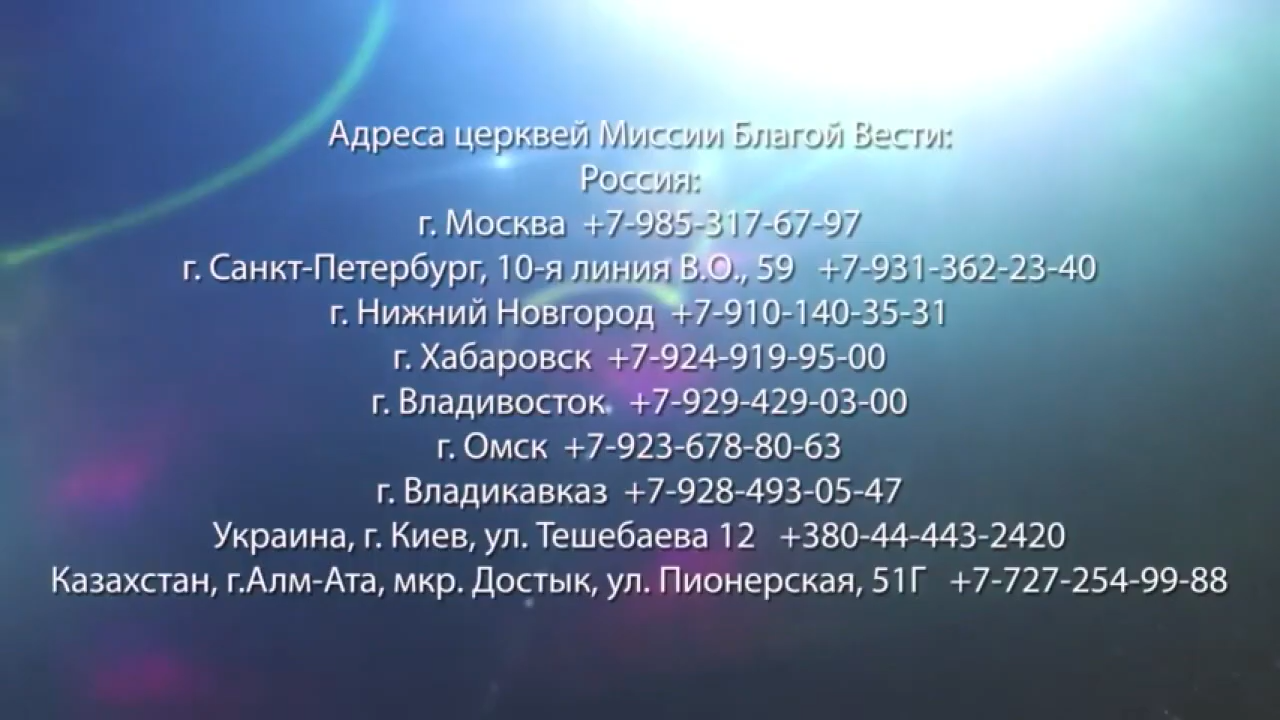 Адреса церквей Миссии Благой Вести:
Россия:
г. Москва +7-985-317-67-97
г. Санкт-Петербург, 10-я линия В.О., 59 +7-931-362-23-40
г. Нижний Новгород +7-910-140-35-31
г. Хабаровск +7-924-919-95-00
г. Владивосток +7-929-429-03-00
г. Омск +7-923-678-80-63
г. Владикавказ +7-928-493-05-47
Украина, г. Киев, ул. Тешебаева 12 +380-44-443-2420
Казахстан, г.Алм-Ата, мкр. Достык, ул. Пионерская, 51Г +7-727-254-99-88